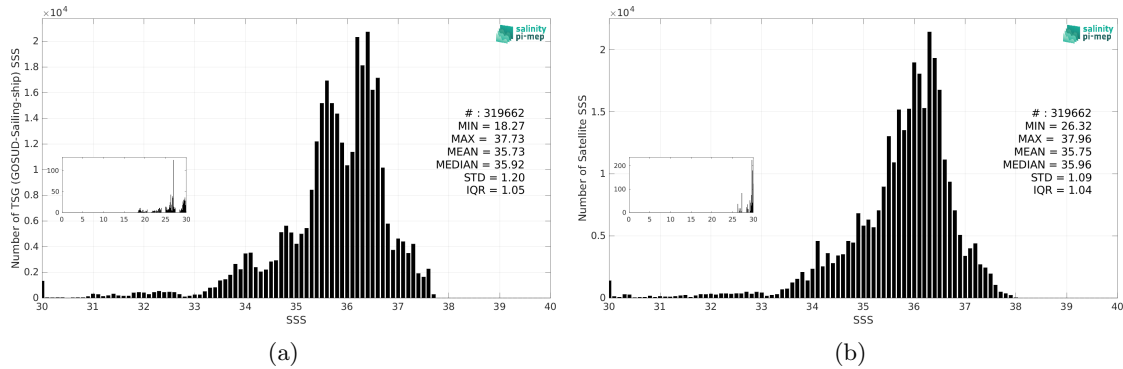 ×10⁴
2
1.8
1.6
1.4
1.2
1
0.8
0.6
0.4
0.2
0
Number of TSG (GOSUD-Sailing-ship) SSS
salinity
pi-mep
# : 319662
MIN = 18.27
MAX = 37.73
MEAN = 35.73
MEDIAN = 35.92
STD = 1.20
IQR = 1.05
100
50
0
0 5 10 15 20 25 30
30 31 32 33 34 35 36 37 38 39 40
SSS
(a)
×10⁴
2
1.5
1
0.5
0
Number of Satellite SSS
salinity
pi-mep
# : 319662
MIN = 26.32
MAX = 37.96
MEAN = 35.75
MEDIAN = 35.96
STD = 1.09
IQR = 1.04
200
100
0
0 5 10 15 20 25 30
30 31 32 33 34 35 36 37 38 39 40
SSS
(b)